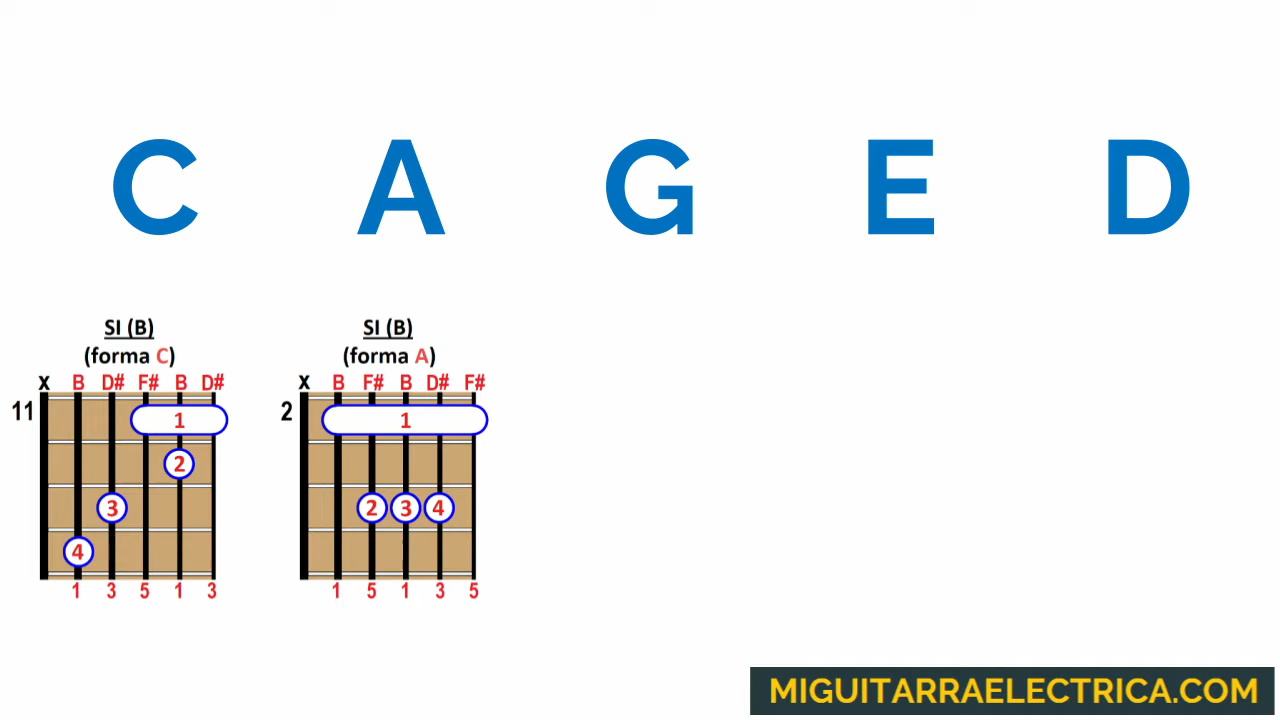 C A G E D
SI (B)
(forma C)
x B D# F# B D#
11
1
2
3
4
1 3 5 1 3
SI (B)
(forma A)
x B F# B D# F#
2
1
2 3 4
1 5 1 3 5
MIGUITARRAELECTRICA.COM